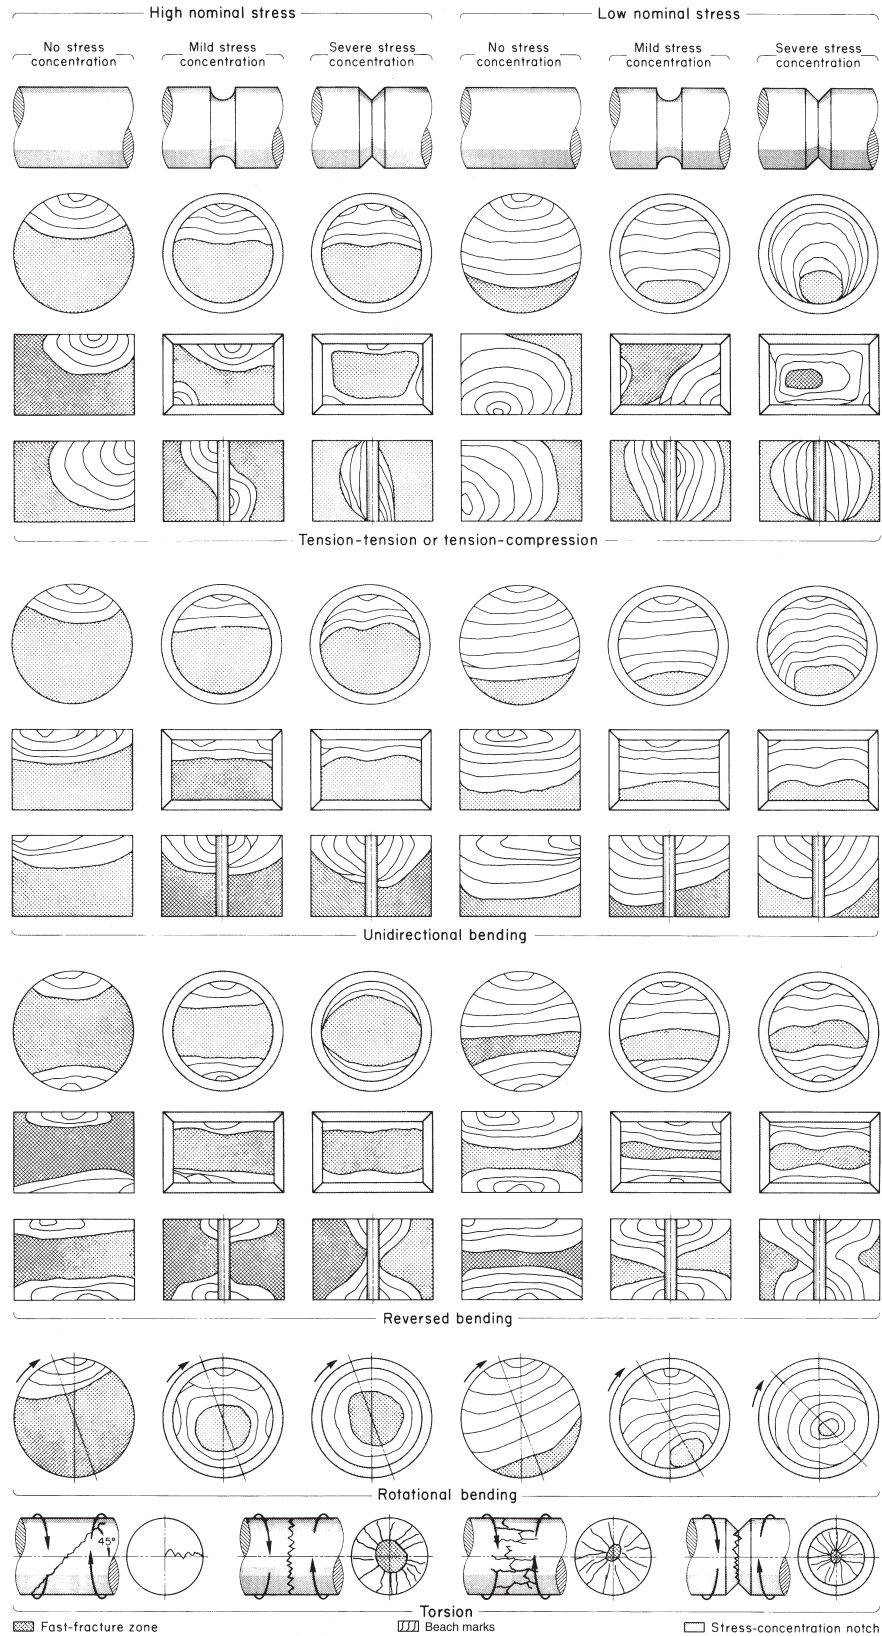 High nominal stress
Low nominal stress
No stress
concentration
Mild stress
concentration
Severe stress
concentration
No stress
concentration
Mild stress
concentration
Severe stress
concentration
Tension-tension or tension-compression
Unidirectional bending
Reversed bending
Rotational bending
45°
Torsion
Fast-fracture zone
Beach marks
Stress-concentration notch